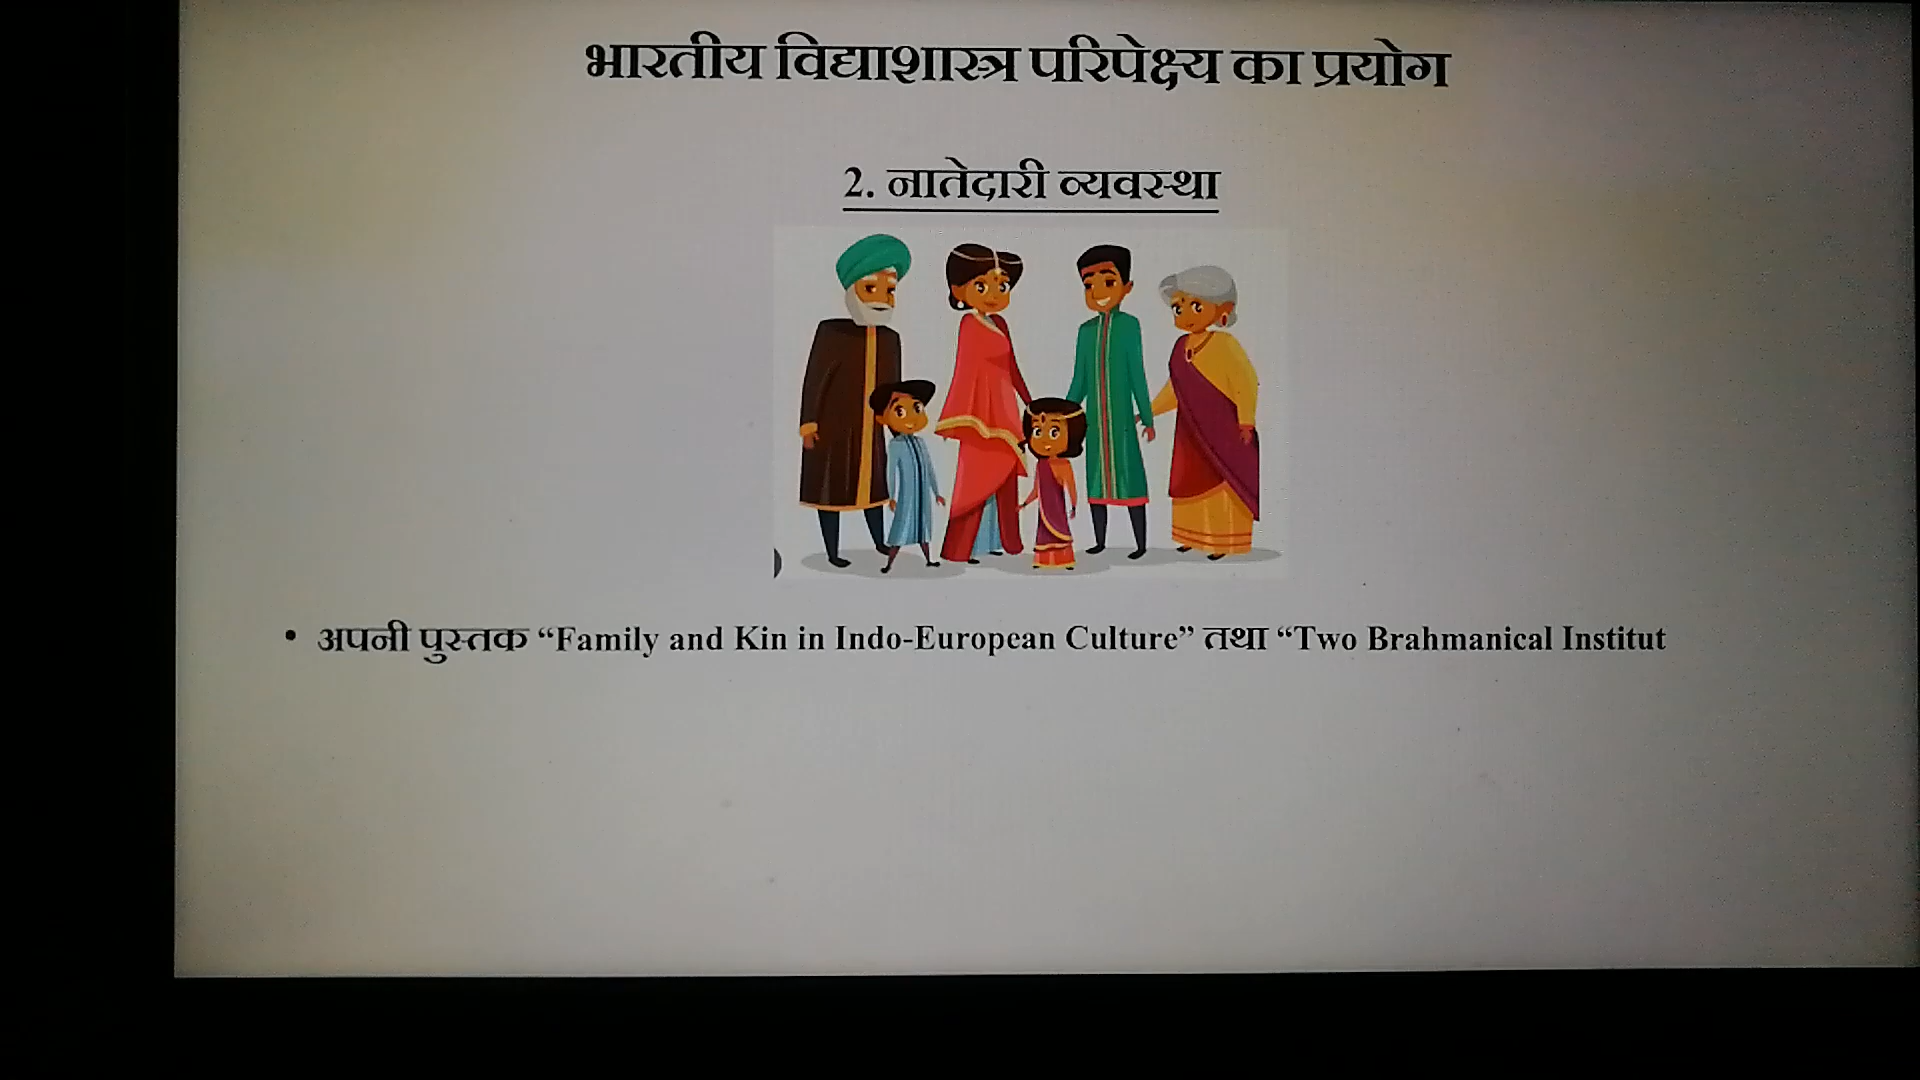 भारतीय विद्याशास्त्र परिपेक्ष्य का प्रयोग
2. नातेदारी व्यवस्था
• अपनी पुस्तक “Family and Kin in Indo-European Culture” तथा “Two Brahmanical Institut